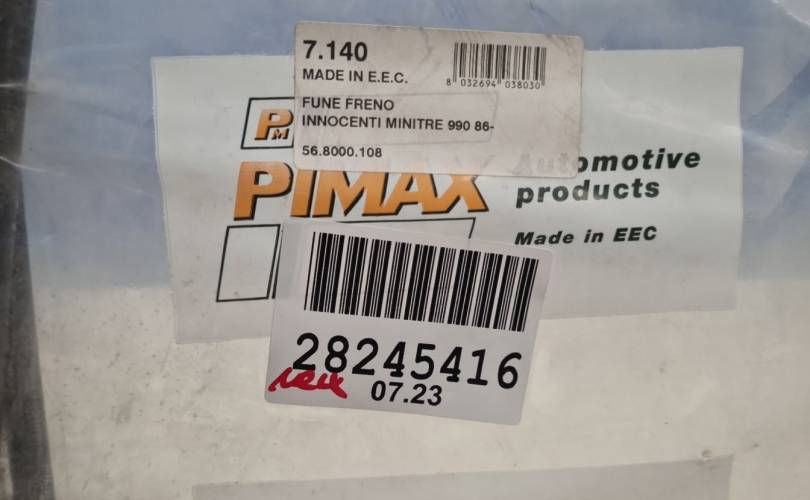 7.140
MADE IN E.E.C.
8 032694 038030
FUNE FRENO
INNOCENTI MINITRE 990 86-
56.8000.108
PM
PIMAX
Automotive
products
Made in EEC
28245416
07.23